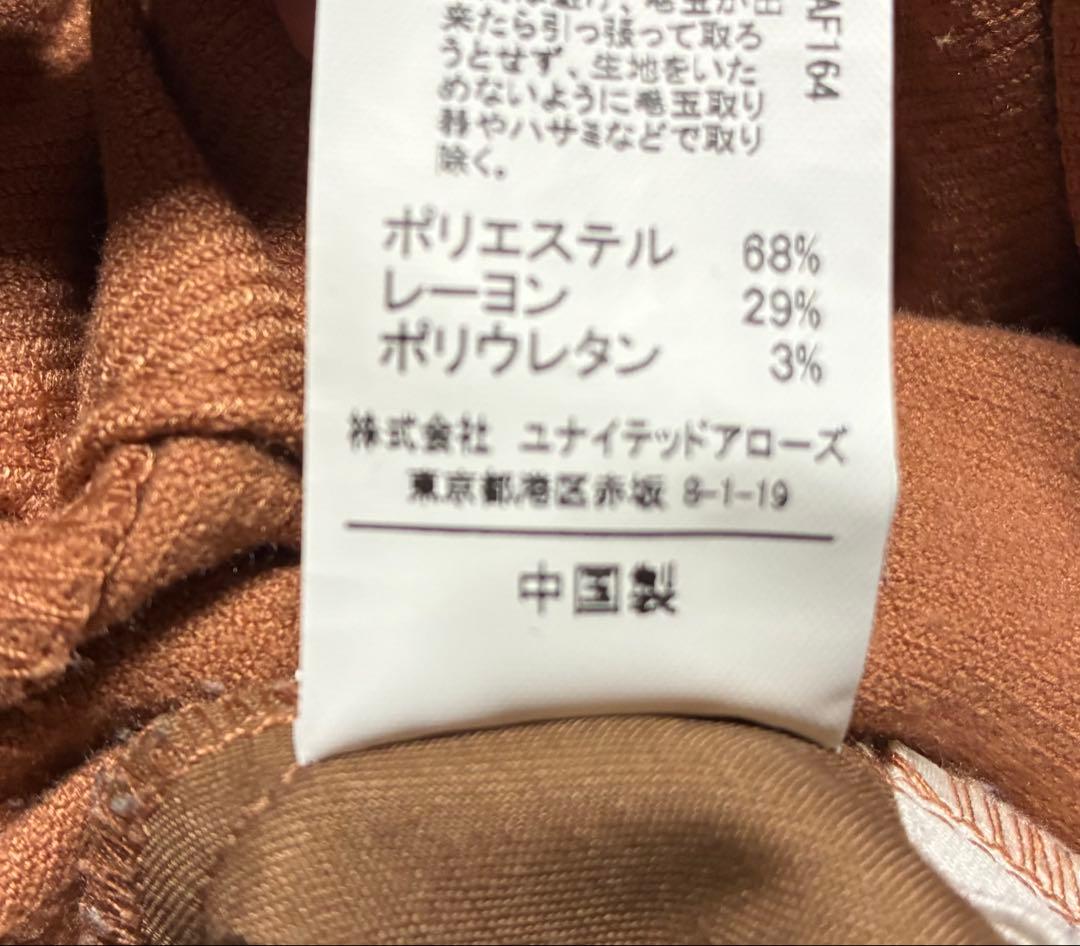 来たら引っ張って取ろ
うとせず、生地をいた
めないように毛玉取り
器やハサミなどで取り
除く。
AF164
ポリエステル 68%
レーヨン 29%
ポリウレタン 3%
株式会社 ユナイテッドアローズ
東京都港区赤坂 8-1-19
中国製